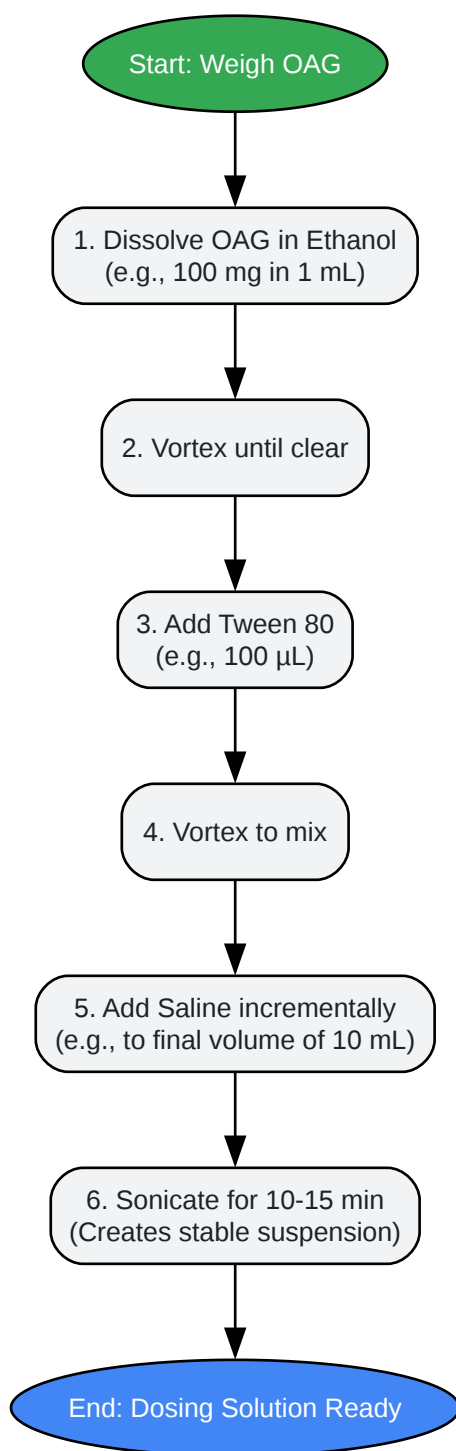 Start: Weigh OAG
1. Dissolve OAG in Ethanol
(e.g., 100 mg in 1 mL)
2. Vortex until clear
3. Add Tween 80
(e.g., 100 µL)
4. Vortex to mix
5. Add Saline incrementally
(e.g., to final volume of 10 mL)
6. Sonicate for 10-15 min
(Creates stable suspension)
End: Dosing Solution Ready